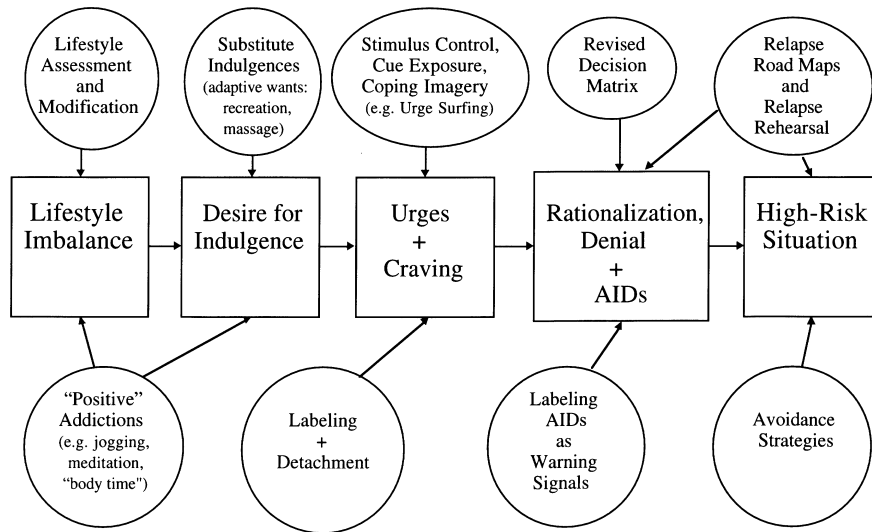 Lifestyle
Assessment
and
Modification
Substitute
Indulgences
(adaptive wants:
recreation,
massage)
Stimulus Control,
Cue Exposure,
Coping Imagery
(e.g. Urge Surfing)
Revised
Decision
Matrix
Relapse
Road Maps
and
Relapse
Rehearsal
Lifestyle
Imbalance
Desire for
Indulgence
Urges
+
Craving
Rationalization,
Denial
+
AIDs
High-Risk
Situation
“Positive”
Addictions
(e.g. jogging,
meditation,
“body time")
Labeling
+
Detachment
Labeling
AIDs
as
Warning
Signals
Avoidance
Strategies